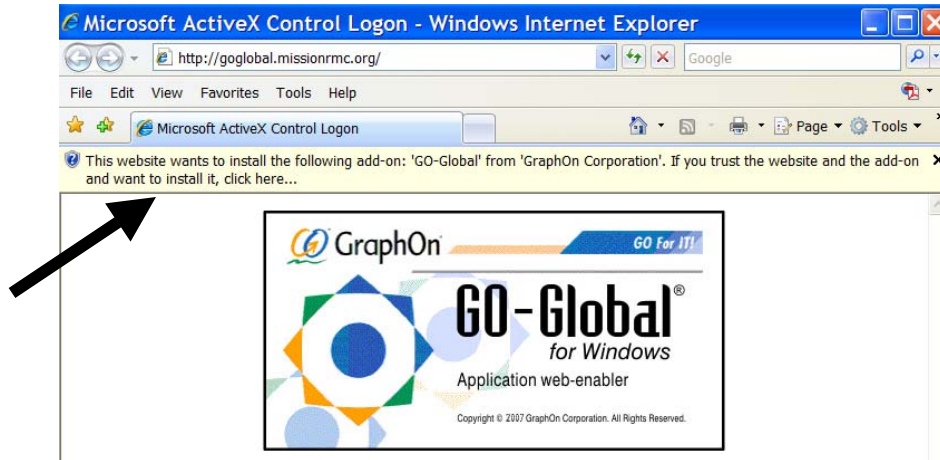 Microsoft ActiveX Control Logon - Windows Internet Explorer
http://goglobal.missionrmc.org/
Google
File Edit View Favorites Tools Help
Microsoft ActiveX Control Logon
Page Tools
This website wants to install the following add-on: 'GO-Global' from 'GraphOn Corporation'. If you trust the website and the add-on
and want to install it, click here...
GraphOn
GO For IT!
GO-Global®
for Windows
Application web-enabler
Copyright © 2007 GraphOn Corporation. All Rights Reserved.